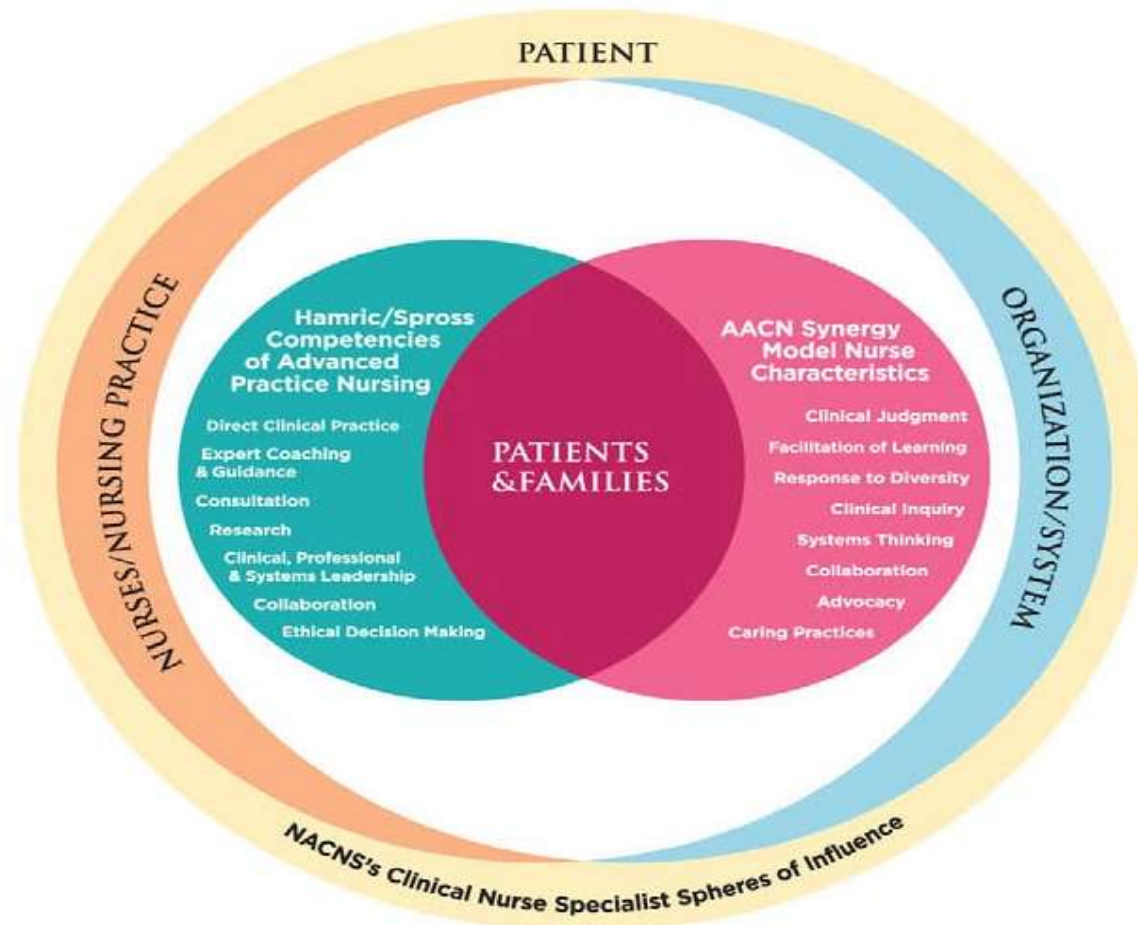 PATIENT
NURSES/NURSING PRACTICE
Hamric/Spross
Competencies
of Advanced
Practice Nursing
Direct Clinical Practice
Expert Coaching
& Guidance
Consultation
Research
Clinical, Professional
& Systems Leadership
Collaboration
Ethical Decision Making
PATIENTS
&FAMILIES
AACN Synergy
Model Nurse
Characteristics
Clinical Judgment
Facilitation of Learning
Response to Diversity
Clinical Inquiry
Systems Thinking
Collaboration
Advocacy
Caring Practices
ORGANIZATION/SYSTEM
NACNS's Clinical Nurse Specialist Spheres of Influence